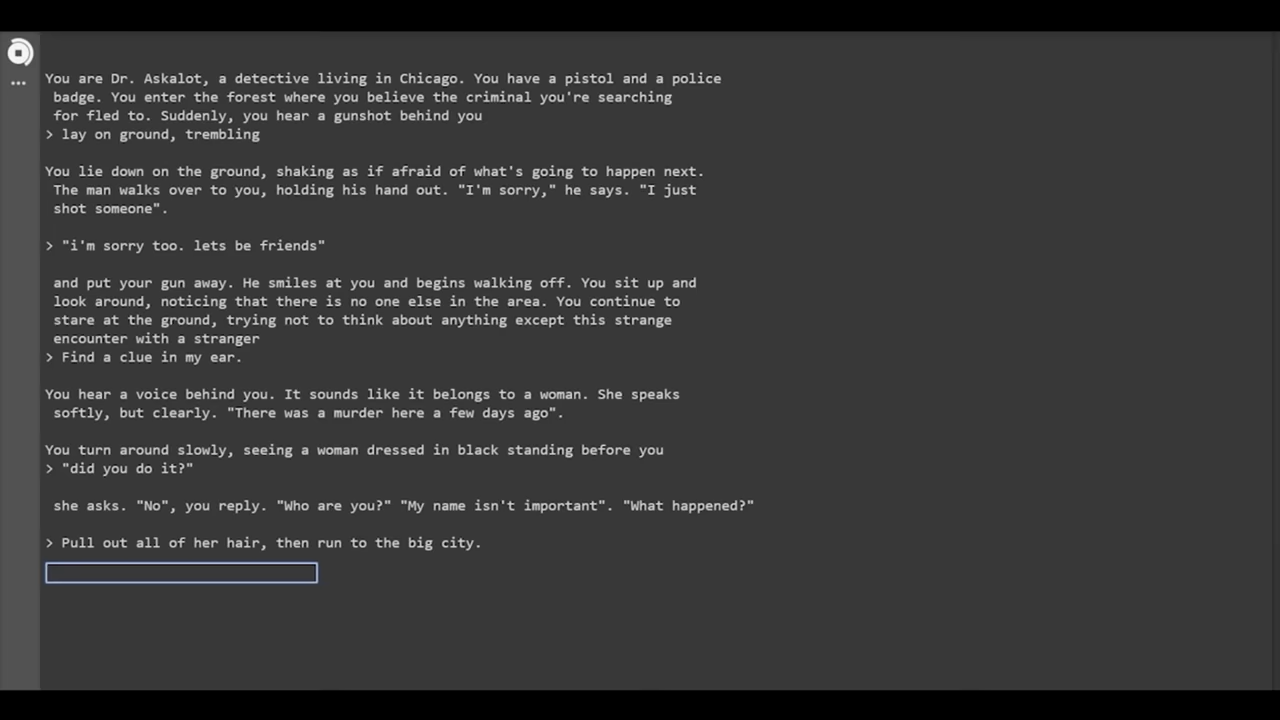 You are Dr. Askalot, a detective living in Chicago. You have a pistol and a police
badge. You enter the forest where you believe the criminal you're searching
for fled to. Suddenly, you hear a gunshot behind you
> lay on ground, trembling
You lie down on the ground, shaking as if afraid of what's going to happen next.
The man walks over to you, holding his hand out. "I'm sorry," he says. "I just
shot someone".
> "i'm sorry too. lets be friends"
and put your gun away. He smiles at you and begins walking off. You sit up and
look around, noticing that there is no one else in the area. You continue to
stare at the ground, trying not to think about anything except this strange
encounter with a stranger
> Find a clue in my ear.
You hear a voice behind you. It sounds like it belongs to a woman. She speaks
softly, but clearly. "There was a murder here a few days ago".
You turn around slowly, seeing a woman dressed in black standing before you
> "did you do it?"
she asks. "No", you reply. "Who are you?" "My name isn't important". "What happened?"
> Pull out all of her hair, then run to the big city.